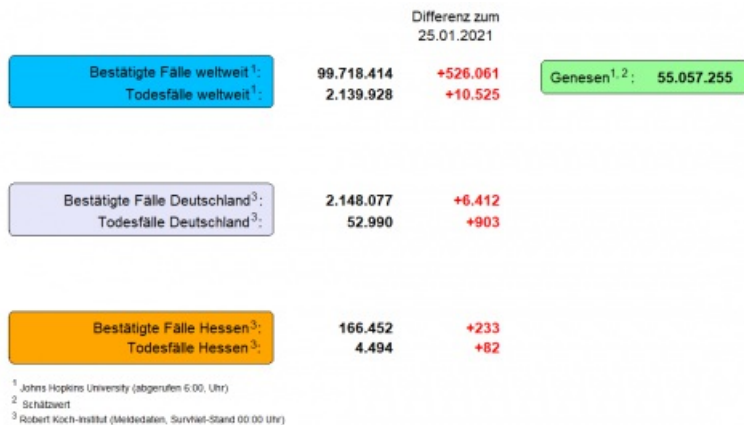 Differenz zum
25.01.2021
Bestätigte Fälle weltweit¹: 99.718.414 +526.061 Genesen¹,²: 55.057.255
Todesfälle weltweit¹: 2.139.928 +10.525
Bestätigte Fälle Deutschland³: 2.148.077 +6.412
Todesfälle Deutschland³: 52.990 +903
Bestätigte Fälle Hessen³: 166.452 +233
Todesfälle Hessen³: 4.494 +82
¹ Johns Hopkins University (abgerufen 6:00, Uhr)
² Schätzwert
³ Robert Koch-Institut (Meldedaten, SurvNet-Stand 00:00 Uhr)